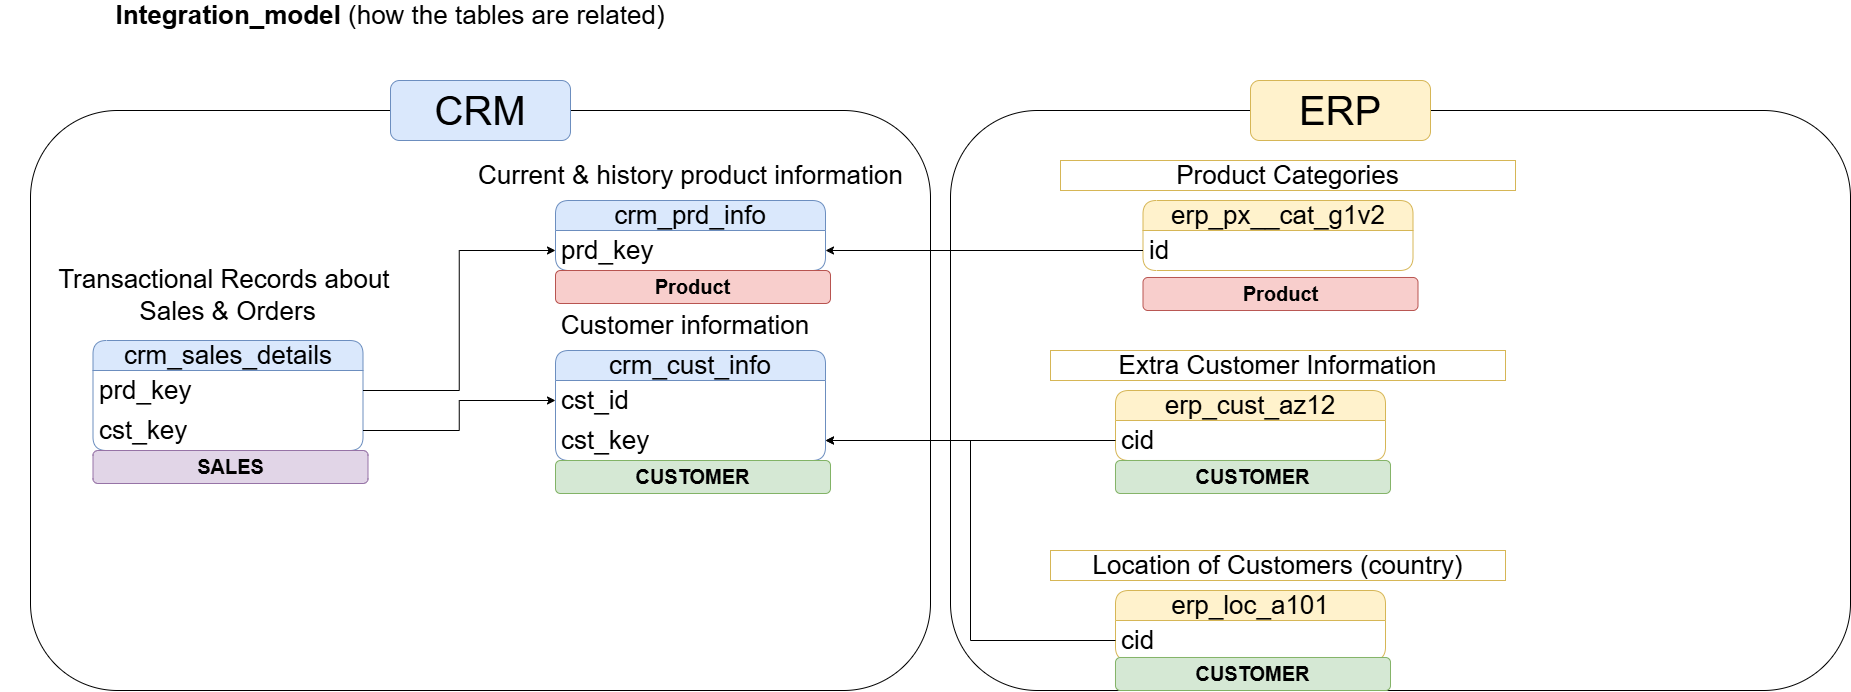 Integration_model (how the tables are related)
CRM
Current & history product information
crm_prd_info
prd_key
Product
Transactional Records about
Sales & Orders
crm_sales_details
prd_key
cst_key
SALES
Customer information
crm_cust_info
cst_id
cst_key
CUSTOMER
ERP
Product Categories
erp_px__cat_g1v2
id
Product
Extra Customer Information
erp_cust_az12
cid
CUSTOMER
Location of Customers (country)
erp_loc_a101
cid
CUSTOMER